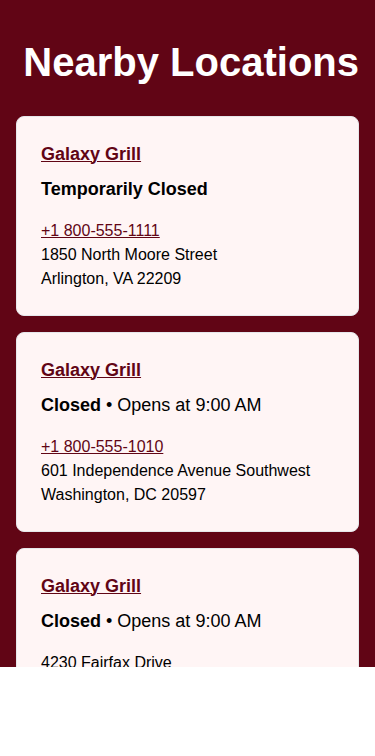 Nearby Locations
Galaxy Grill
Temporarily Closed
+1 800-555-1111
1850 North Moore Street
Arlington, VA 22209
Galaxy Grill
Closed • Opens at 9:00 AM
+1 800-555-1010
601 Independence Avenue Southwest
Washington, DC 20597
Galaxy Grill
Closed • Opens at 9:00 AM
4230 Fairfax Drive